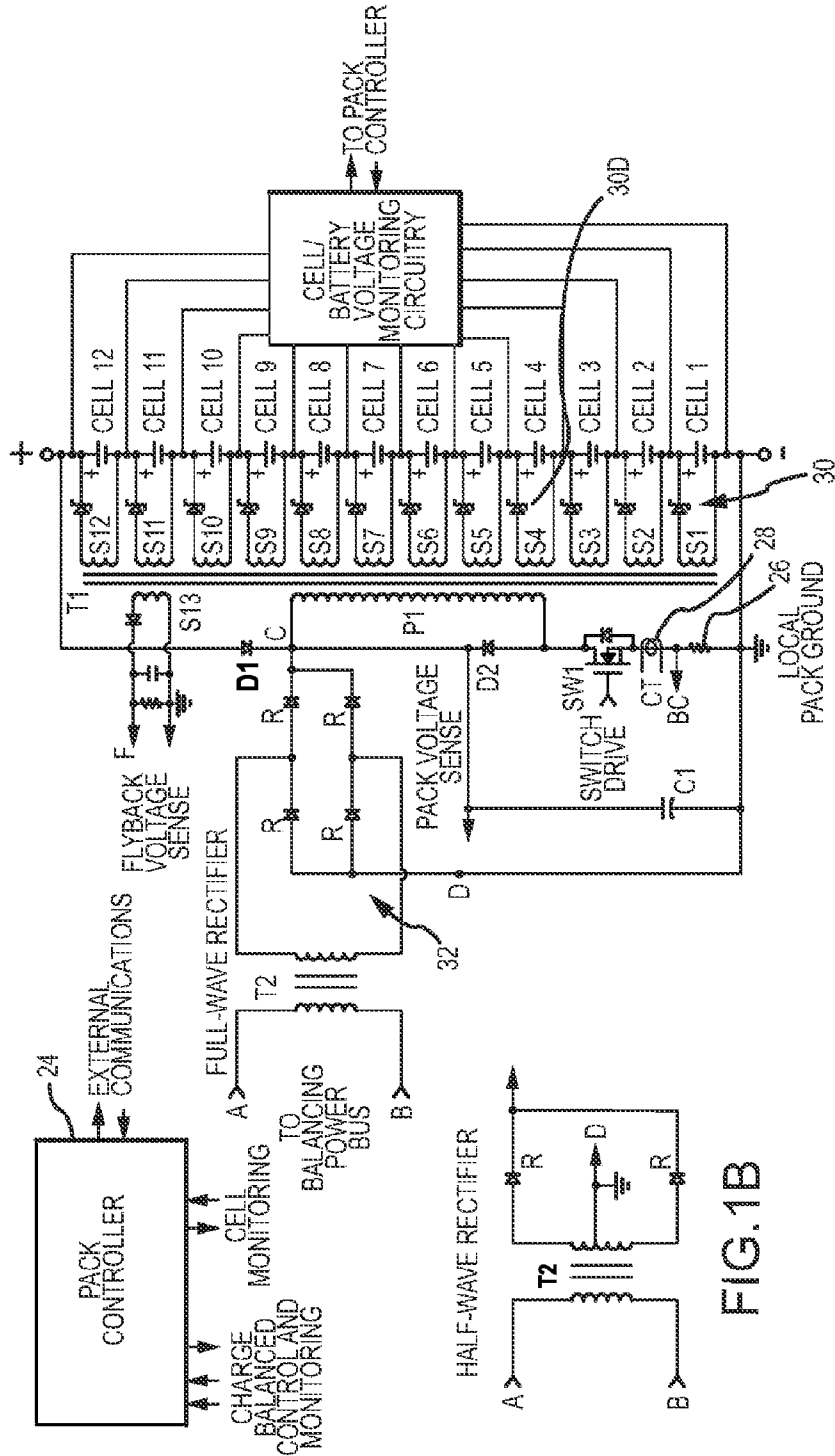 24
PACK
CONTROLLER
EXTERNAL
COMMUNICATIONS
CHARGE
BALANCED
CONTROL AND
MONITORING
CELL
MONITORING
F
FLYBACK
VOLTAGE
SENSE
T1
S13
FULL-WAVE RECTIFIER
A
TO
BALANCING
POWER
BUS
B
T2
32
R
R
R
R
D
D1
C
P1
PACK VOLTAGE
SENSE
D2
SW1
SWITCH
DRIVE
CT
BC
C1
28
26
LOCAL
PACK GROUND
30
30D
+
-
S12
S11
S10
S9
S8
S7
S6
S5
S4
S3
S2
S1
+ CELL 12
+ CELL 11
+ CELL 10
+ CELL 9
+ CELL 8
+ CELL 7
+ CELL 6
+ CELL 5
+ CELL 4
+ CELL 3
+ CELL 2
+ CELL 1
CELL/
BATTERY
VOLTAGE
MONITORING
CIRCUITRY
TO PACK
CONTROLLER
HALF-WAVE RECTIFIER
A
B
T2
R
D
R
FIG.1B